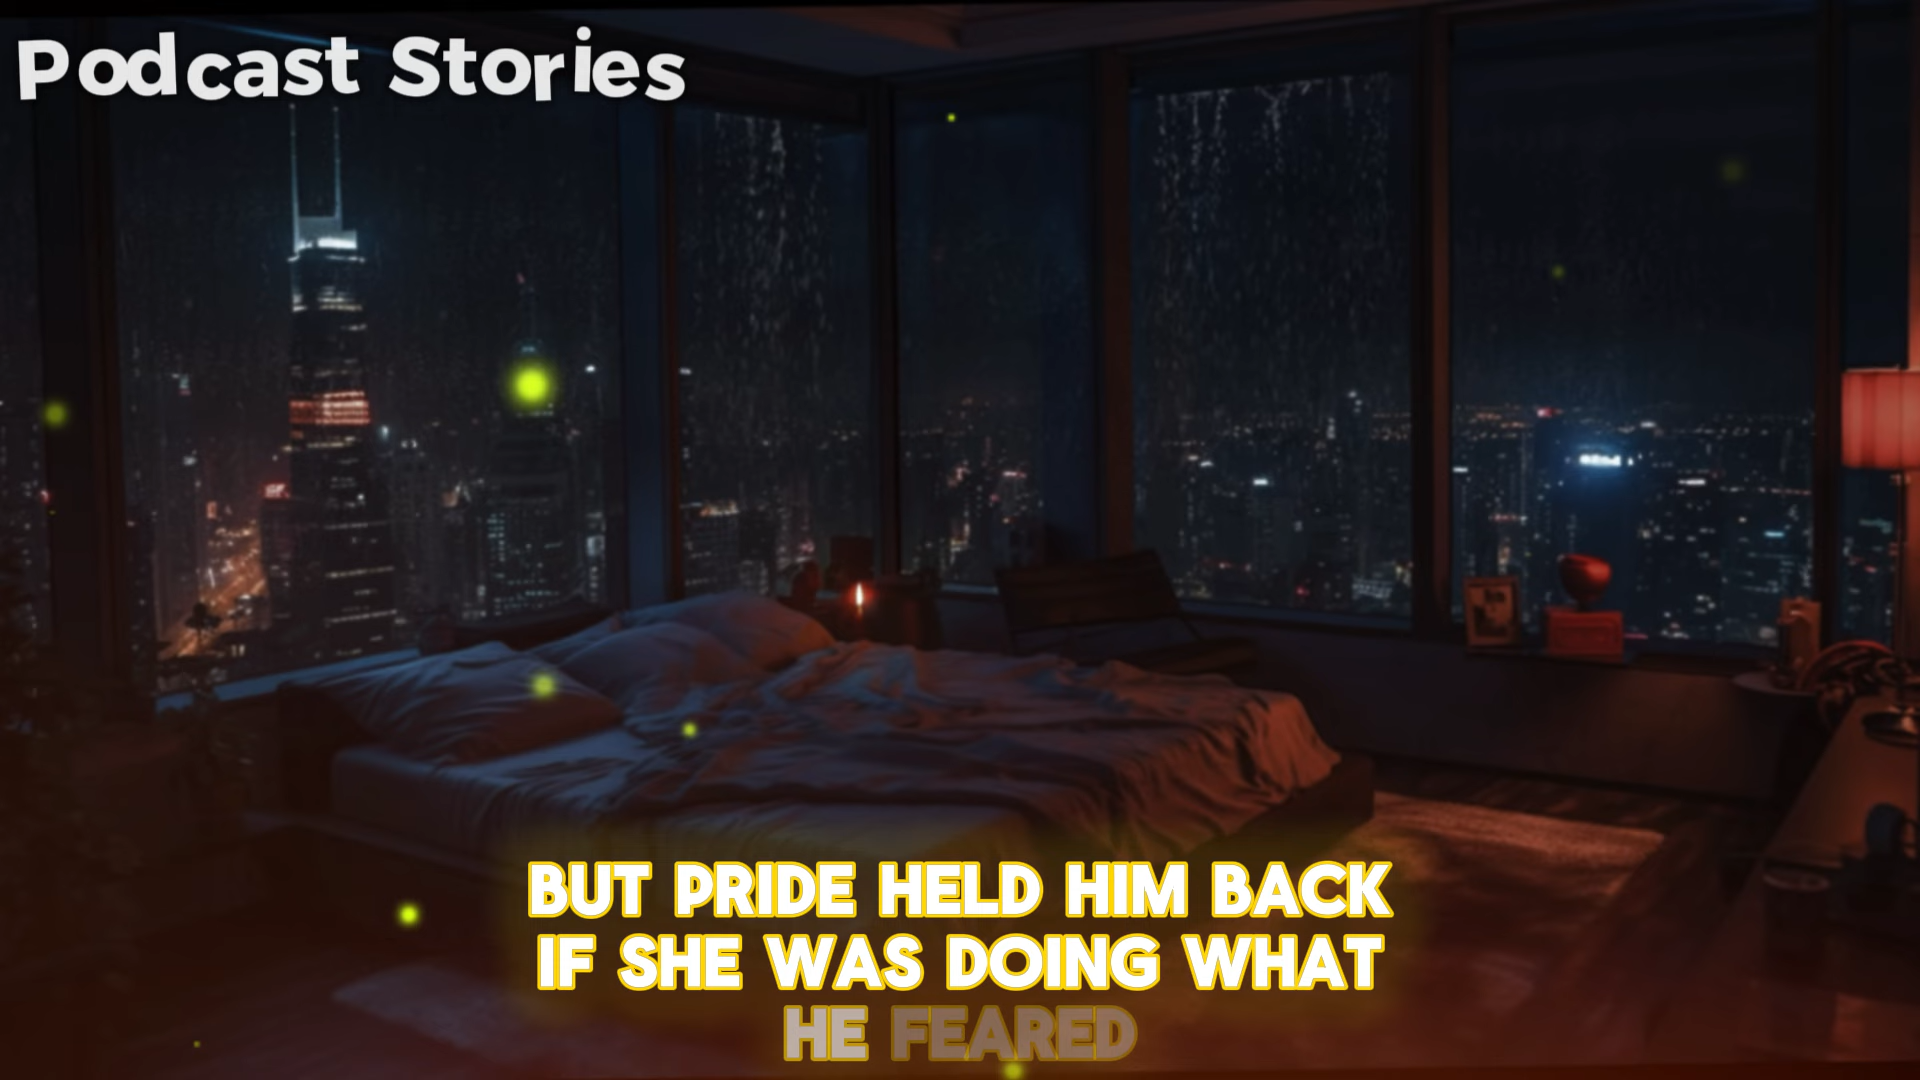 Podcast Stories
BUT PRIDE HELD HIM BACK
IF SHE WAS DOING WHAT
HE FEARED